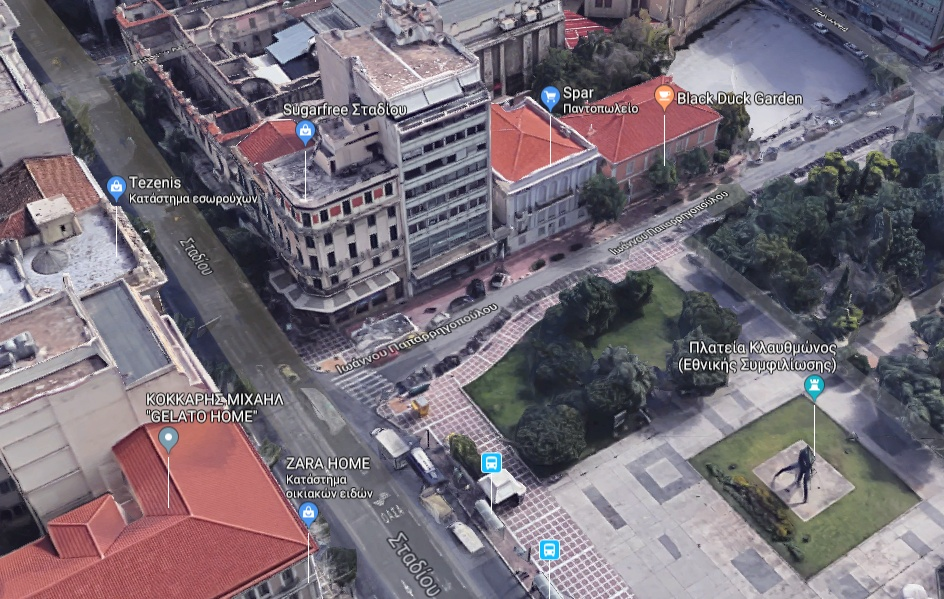 Πανδώρου
Sugarfree Σταδίου
Spar
Παντοπωλείο
Black Duck Garden
Tezenis
Κατάστημα εσωρούχων
Σταδίου
Ιωάννου Παπαρρηγοπούλου
Ιωάννου Παπαρρηγοπούλου
Πλατεία Κλαυθμώνος
(Εθνικής Συμφιλίωσης)
ΚΟΚΚΑΡΗΣ ΜΙΧΑΗΛ
"GELATO HOME"
ZARA HOME
Κατάστημα
οικιακών ειδών
Σταδίου